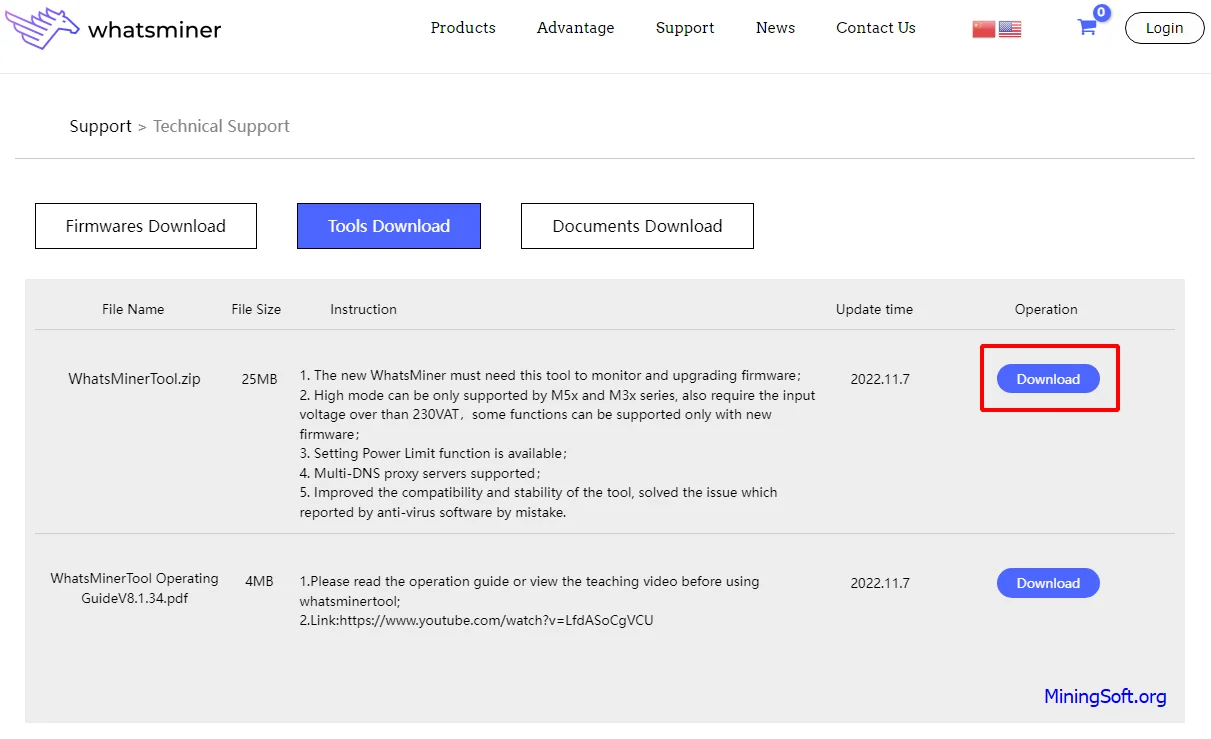 whatsminer
Products Advantage Support News Contact Us 0 Login
Support > Technical Support
Firmwares Download Tools Download Documents Download
File Name File Size Instruction Update time Operation
WhatsMinerTool.zip 25MB 1. The new WhatsMiner must need this tool to monitor and upgrading firmware; 2022.11.7 Download
2. High mode can be only supported by M5x and M3x series, also require the input
voltage over than 230VAT，some functions can be supported only with new
firmware;
3. Setting Power Limit function is available;
4. Multi-DNS proxy servers supported;
5. Improved the compatibility and stability of the tool, solved the issue which
reported by anti-virus software by mistake.
WhatsMinerTool Operating
GuideV8.1.34.pdf
4MB
1.Please read the operation guide or view the teaching video before using
whatsminertool;
2.Link:https://www.youtube.com/watch?v=LfdASoCgVCU
2022.11.7 Download
MiningSoft.org